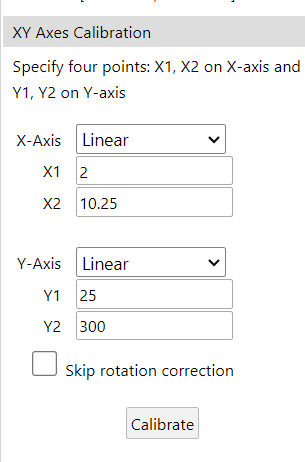 XY Axes Calibration
Specify four points: X1, X2 on X-axis and
Y1, Y2 on Y-axis
X-Axis Linear
X1 2
X2 10.25
Y-Axis Linear
Y1 25
Y2 300
Skip rotation correction
Calibrate